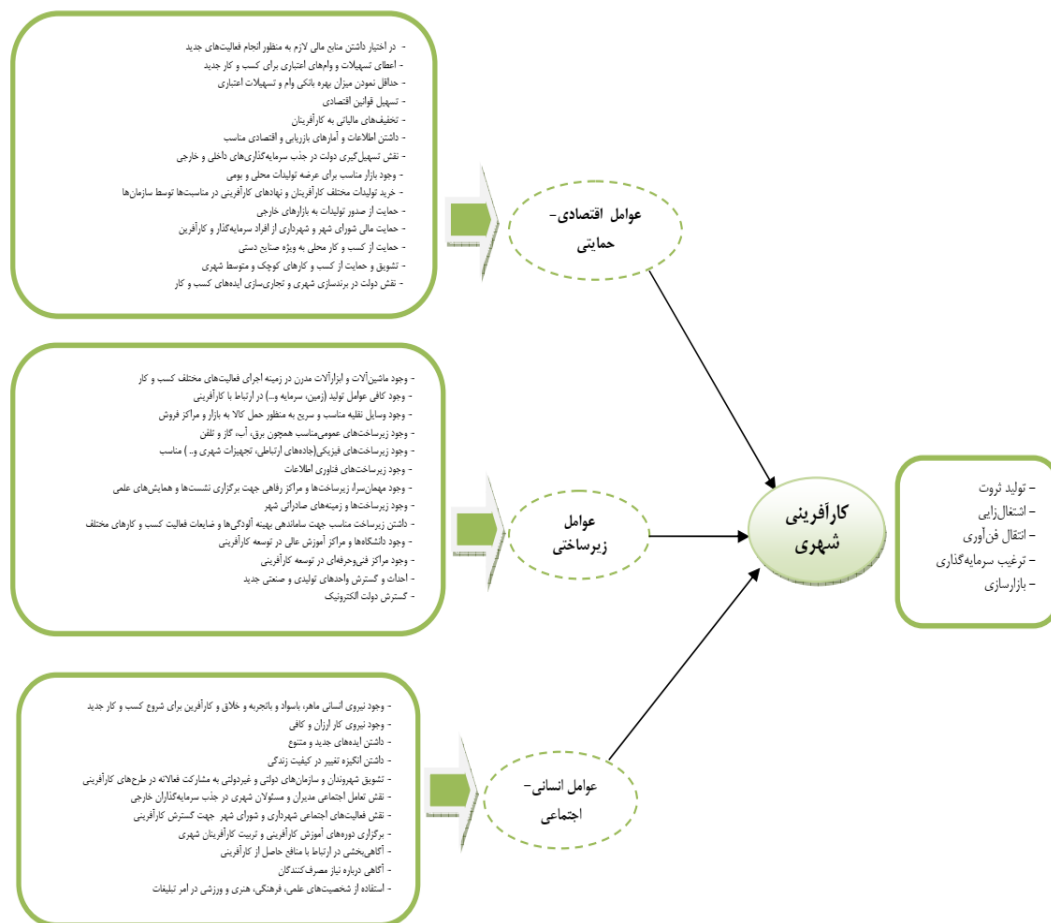 - در اختیار داشتن منابع مالی لازم به منظور انجام فعالیت‌های جدید
- اعطای تسهیلات و وام‌های اعتباری برای کسب و کار جدید
- حداقل نمودن میزان بهره بانکی وام و تسهیلات اعتباری
- تسهیل قوانین اقتصادی
- تخفیف‌های مالیاتی به کارآفرینان
- داشتن اطلاعات و آمارهای بازریابی و اقتصادی مناسب
- نقش تسهیل‌گیری دولت در جذب سرمایه‌گذاری‌های داخلی و خارجی
- وجود بازار مناسب برای عرضه تولیدات محلی و بومی
- خرید تولیدات مختلف کارآفرینان و نهادهای کارآفرینی در مناسبت‌ها توسط سازمان‌ها
- حمایت از صدور تولیدات به بازارهای خارجی
- حمایت مالی شورای شهر و شهرداری از افراد سرمایه‌گذار و کارآفرین
- حمایت از کسب و کار محلی به ویژه صنایع دستی
- تشویق و حمایت از کسب و کارهای کوچک و متوسط شهری
- نقش دولت در برندسازی شهری و تجاری‌سازی ایده‌های کسب و کار
عوامل اقتصادی-
حمایتی
- وجود ماشین‌آلات و ابزارآلات مدرن در زمینه اجرای فعالیت‌های مختلف کسب و کار
- وجود کافی عوامل تولید (زمین، سرمایه و...) در ارتباط با کارآفرینی
- وجود وسایل نقلیه مناسب و سریع به منظور حمل کالا به بازار و مراکز فروش
- وجود زیرساخت‌های عمومی‌مناسب همچون برق، آب، گاز و تلفن
- وجود زیرساخت‌های فیزیکی(جاده‌های ارتباطی، تجهیزات شهری و.. ) مناسب
- وجود زیرساخت‌های فناوری اطلاعات
- وجود مهمان‌سرا، زیرساخت‌ها و مراکز رفاهی جهت برگزاری نشست‌ها و همایش‌های علمی
- وجود زیرساخت‌ها و زمینه‌های صادراتی شهر
- داشتن زیرساخت مناسب جهت ساماندهی بهینه آلودگی‌ها و ضایعات فعالیت کسب و کارهای مختلف
- وجود دانشگاه‌ها و مراکز آموزش عالی در توسعه کارآفرینی
- وجود مراکز فنی‌وحرفه‌ای در توسعه کارآفرینی
- احداث و گسترش واحدهای تولیدی و صنعتی جدید
- گسترش دولت الکترونیک
عوامل
زیرساختی
کارآفرینی
شهری
- تولید ثروت
- اشتغال‌زایی
- انتقال فن‌آوری
- ترغیب سرمایه‌گذاری
- بازارسازی
- وجود نیروی انسانی ماهر، باسواد و باتجربه و خلاق و کارآفرین برای شروع کسب و کار جدید
- وجود نیروی کار ارزان و کافی
- داشتن ایده‌های جدید و متنوع
- داشتن انگیزه تغییر در کیفیت زندگی
- تشویق شهروندان و سازمان‌های دولتی و غیردولتی به مشارکت فعالانه در طرح‌های کارآفرینی
- نقش تعامل اجتماعی مدیران و مسئولان شهری در جذب سرمایه‌گذاران خارجی
- نقش فعالیت‌های اجتماعی شهرداری و شورای شهر جهت گسترش کارآفرینی
- برگزاری دوره‌های آموزش کارآفرینی و تربیت کارآفرینان شهری
- آگاهی‌بخشی در ارتباط با منافع حاصل از کارآفرینی
- آگاهی درباره نیاز مصرف‌کنندگان
- استفاده از شخصیت‌های علمی، فرهنگی، هنری و ورزشی در امر تبلیغات
عوامل انسانی-
اجتماعی